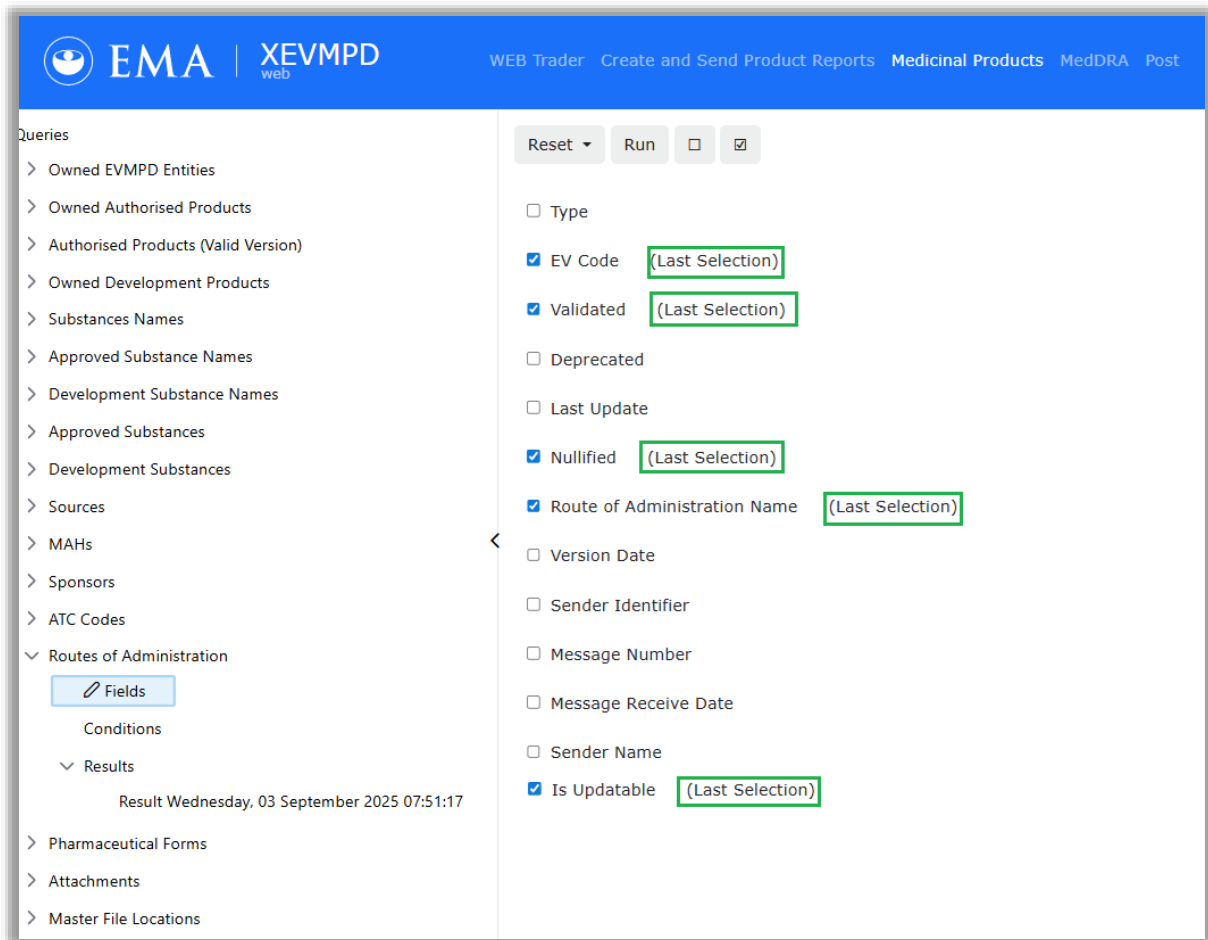 EMA | XEVMPD
web
WEB Trader Create and Send Product Reports Medicinal Products MedDRA Post
Queries
Owned EVMPD Entities
Owned Authorised Products
Authorised Products (Valid Version)
Owned Development Products
Substances Names
Approved Substance Names
Development Substance Names
Approved Substances
Development Substances
Sources
MAHs
Sponsors
ATC Codes
Routes of Administration
Fields
Conditions
Results
Result Wednesday, 03 September 2025 07:51:17
Pharmaceutical Forms
Attachments
Master File Locations
Reset Run
Type
EV Code (Last Selection)
Validated (Last Selection)
Deprecated
Last Update
Nullified (Last Selection)
Route of Administration Name (Last Selection)
Version Date
Sender Identifier
Message Number
Message Receive Date
Sender Name
Is Updatable (Last Selection)